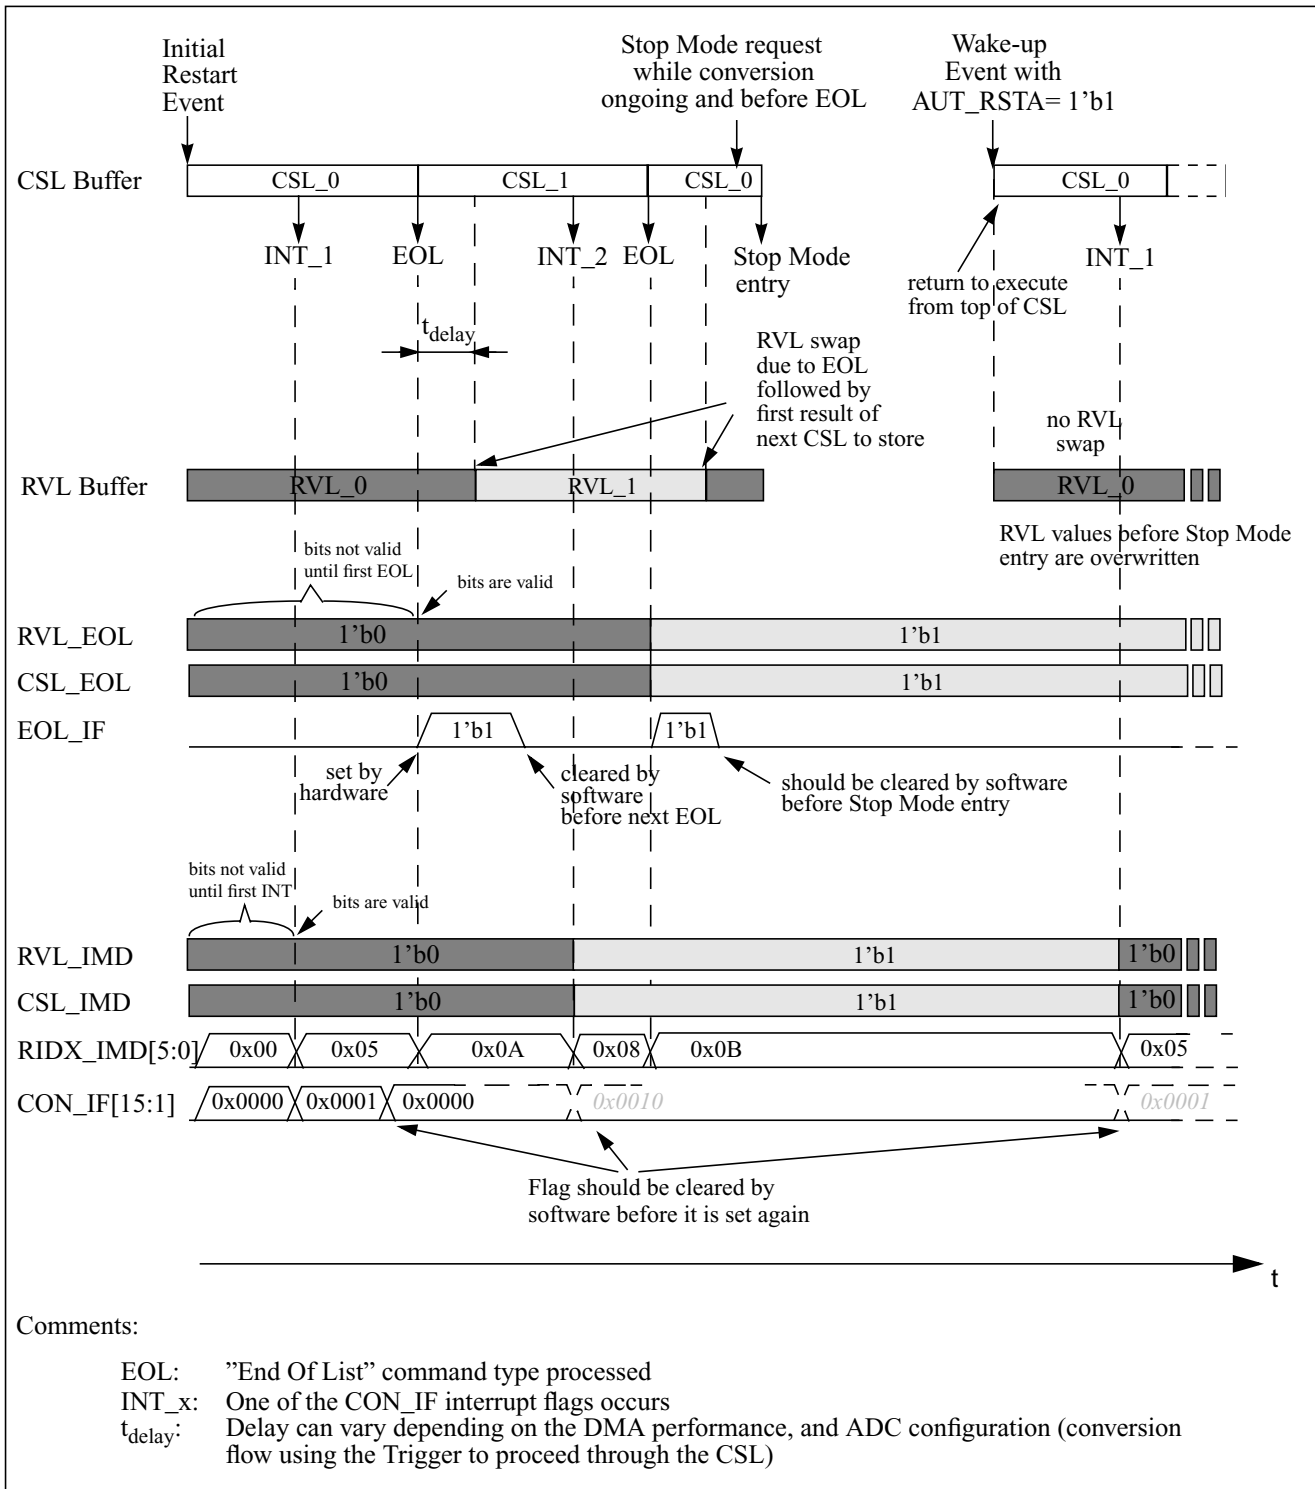 Initial
Restart
Event
Stop Mode request
while conversion
ongoing and before EOL
Wake-up
Event with
AUT_RSTA= 1’b1
CSL Buffer
CSL_0
CSL_1
CSL_0
CSL_0
INT_1
EOL
INT_2
EOL
Stop Mode
entry
INT_1
return to execute
from top of CSL
tdelay
RVL swap
due to EOL
followed by
first result of
next CSL to store
no RVL
swap
RVL Buffer
RVL_0
RVL_1
RVL_0
RVL values before Stop Mode
entry are overwritten
bits not valid
until first EOL
bits are valid
RVL_EOL
1’b0
1’b1
CSL_EOL
1’b0
1’b1
EOL_IF
1’b1
1’b1
set by
hardware
cleared by
software
before next EOL
should be cleared by software
before Stop Mode entry
bits not valid
until first INT
bits are valid
RVL_IMD
1’b0
1’b1
1’b0
CSL_IMD
1’b0
1’b1
1’b0
RIDX_IMD[5:0]
0x00
0x05
0x0A
0x08
0x0B
0x05
CON_IF[15:1]
0x0000
0x0001
0x0000
0x0010
0x0001
Flag should be cleared by
software before it is set again
t
Comments:
EOL: ”End Of List” command type processed
INT_x: One of the CON_IF interrupt flags occurs
tdelay: Delay can vary depending on the DMA performance, and ADC configuration (conversion
flow using the Trigger to proceed through the CSL)